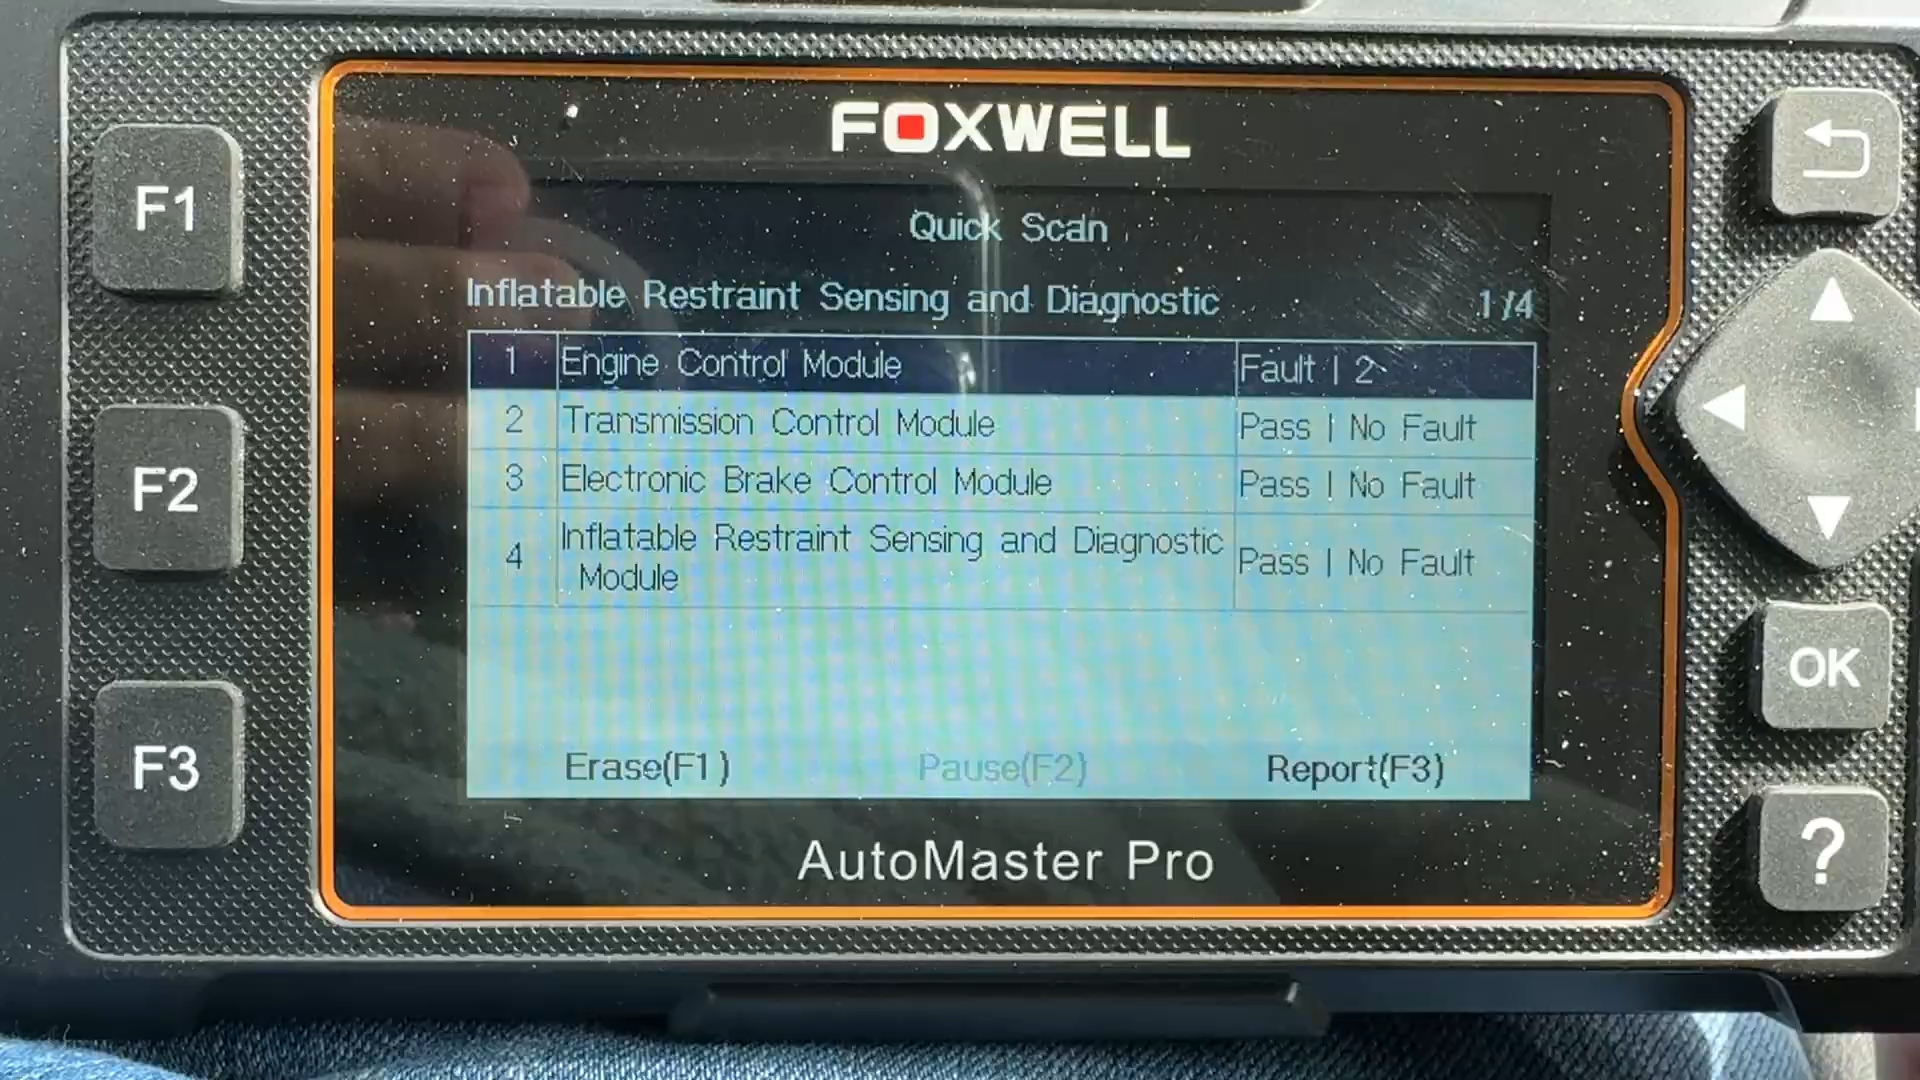 FOXWELL
Quick Scan
Inflatable Restraint Sensing and Diagnostic 1/4
1 Engine Control Module Fault | 2
2 Transmission Control Module Pass | No Fault
3 Electronic Brake Control Module Pass | No Fault
4 Inflatable Restraint Sensing and Diagnostic Module Pass | No Fault
Erase(F1) Pause(F2) Report(F3)
AutoMaster Pro
F1
F2
F3
OK
?